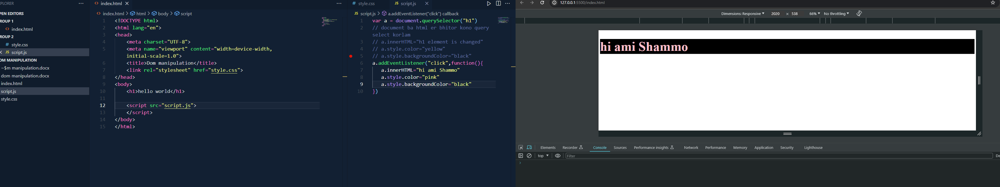 EXPLORER
OPEN EDITORS
GROUP 1
index.html
GROUP 2
style.css
script.js
DOM MANIPULATION
~$m manipulation.docx
dom manipulation.docx
index.html
script.js
style.css
index.html
index.html > html > body > script
1 <!DOCTYPE html>
2 <html lang="en">
3 <head>
4 <meta charset="UTF-8">
5 <meta name="viewport" content="width=device-width,
initial-scale=1.0">
6 <title>Dom manipulation</title>
7 <link rel="stylesheet" href="style.css">
8 </head>
9 <body>
10 <h1>hello world</h1>
11
12 <script src="script.js">
13 </script>
14 </body>
15 </html>
# style.css JS script.js
JS script.js > a.addEventListener("click") callback
1 var a = document.querySelector("h1")
2 // document ba html er bhitor kono query
select korlam
3 // a.innerHTML="h1 element is changed"
4 // a.style.color="yellow"
5 // a.style.backgroundColor="black"
6 a.addEventListener("click",function(){
7 a.innerHTML="hi ami Shammo"
8 a.style.color="pink"
9 a.style.backgroundColor="black"
10 })
127.0.0.1:5500/index.html
Dimensions: Responsive 2020 × 538 66% No throttling
hi ami Shammo
Elements Recorder Console Sources Performance insights Network Performance Memory Application Security Lighthouse
top Filter De